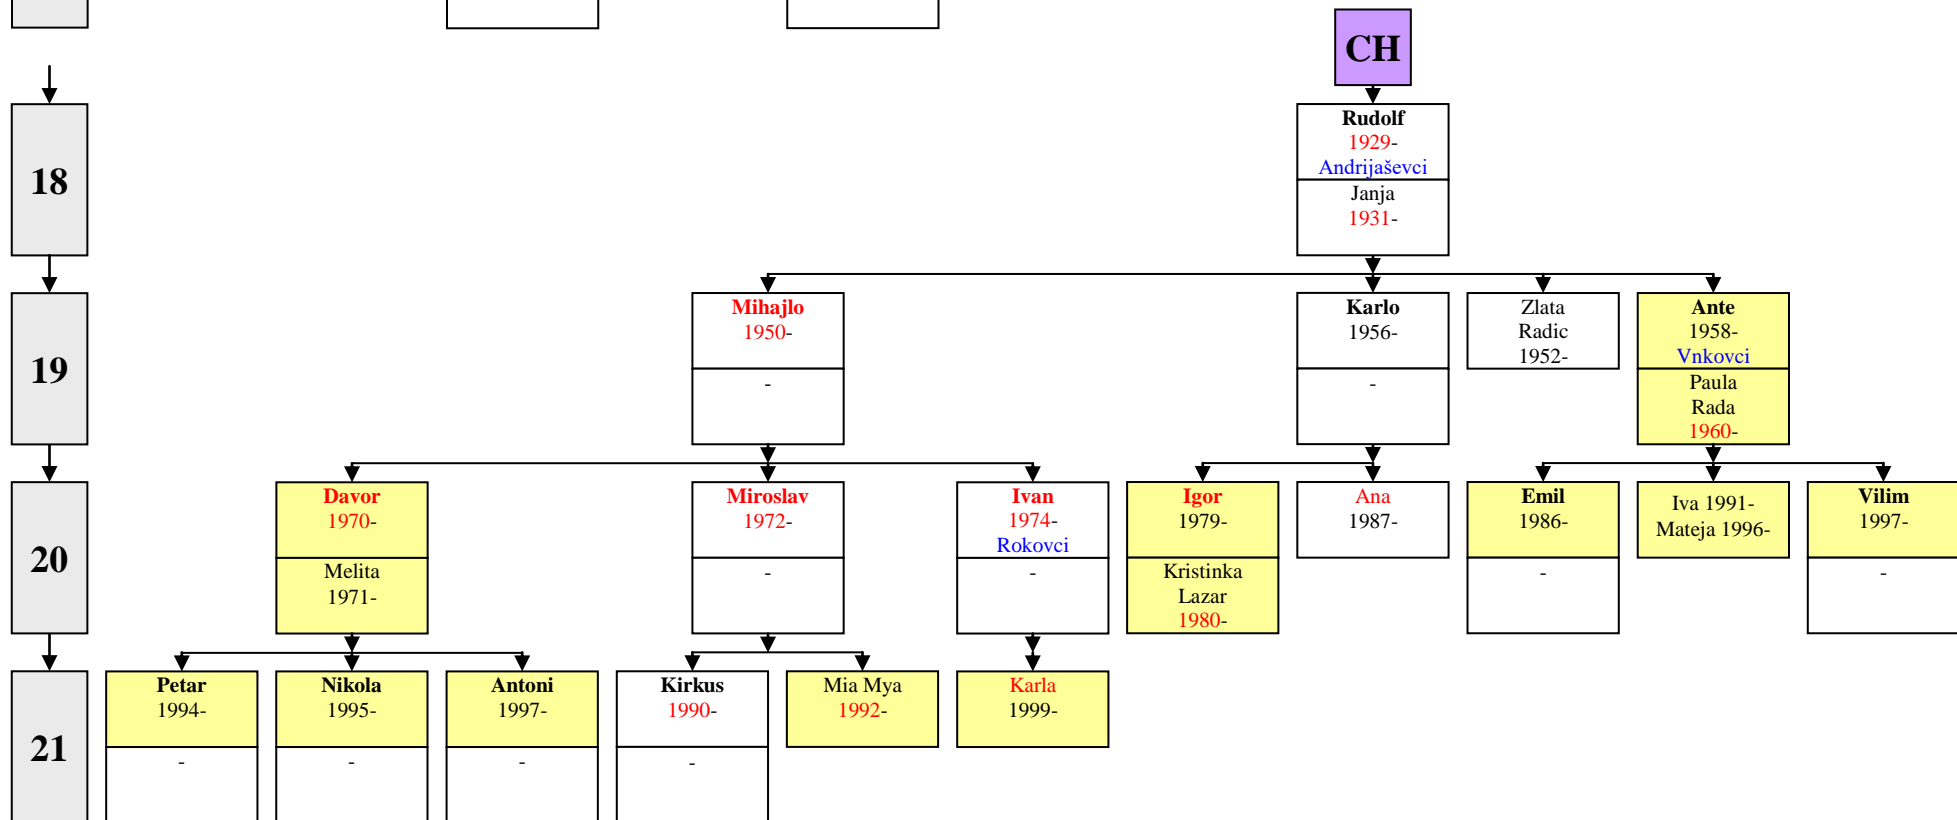 CH
18
Rudolf
1929-
Andrijaševci
Janja
1931-
19
Mihajlo
1950-
-
Karlo
1956-
-
Zlata
Radic
1952-
Ante
1958-
Vnkovci
Paula
Rada
1960-
20
Davor
1970-
Melita
1971-
Miroslav
1972-
-
Ivan
1974-
Rokovci
-
Igor
1979-
Kristinka
Lazar
1980-
Ana
1987-
Emil
1986-
-
Iva 1991-
Mateja 1996-
Vilim
1997-
-
21
Petar
1994-
-
Nikola
1995-
-
Antoni
1997-
-
Kirkus
1990-
-
Mia Mya
1992-
Karla
1999-